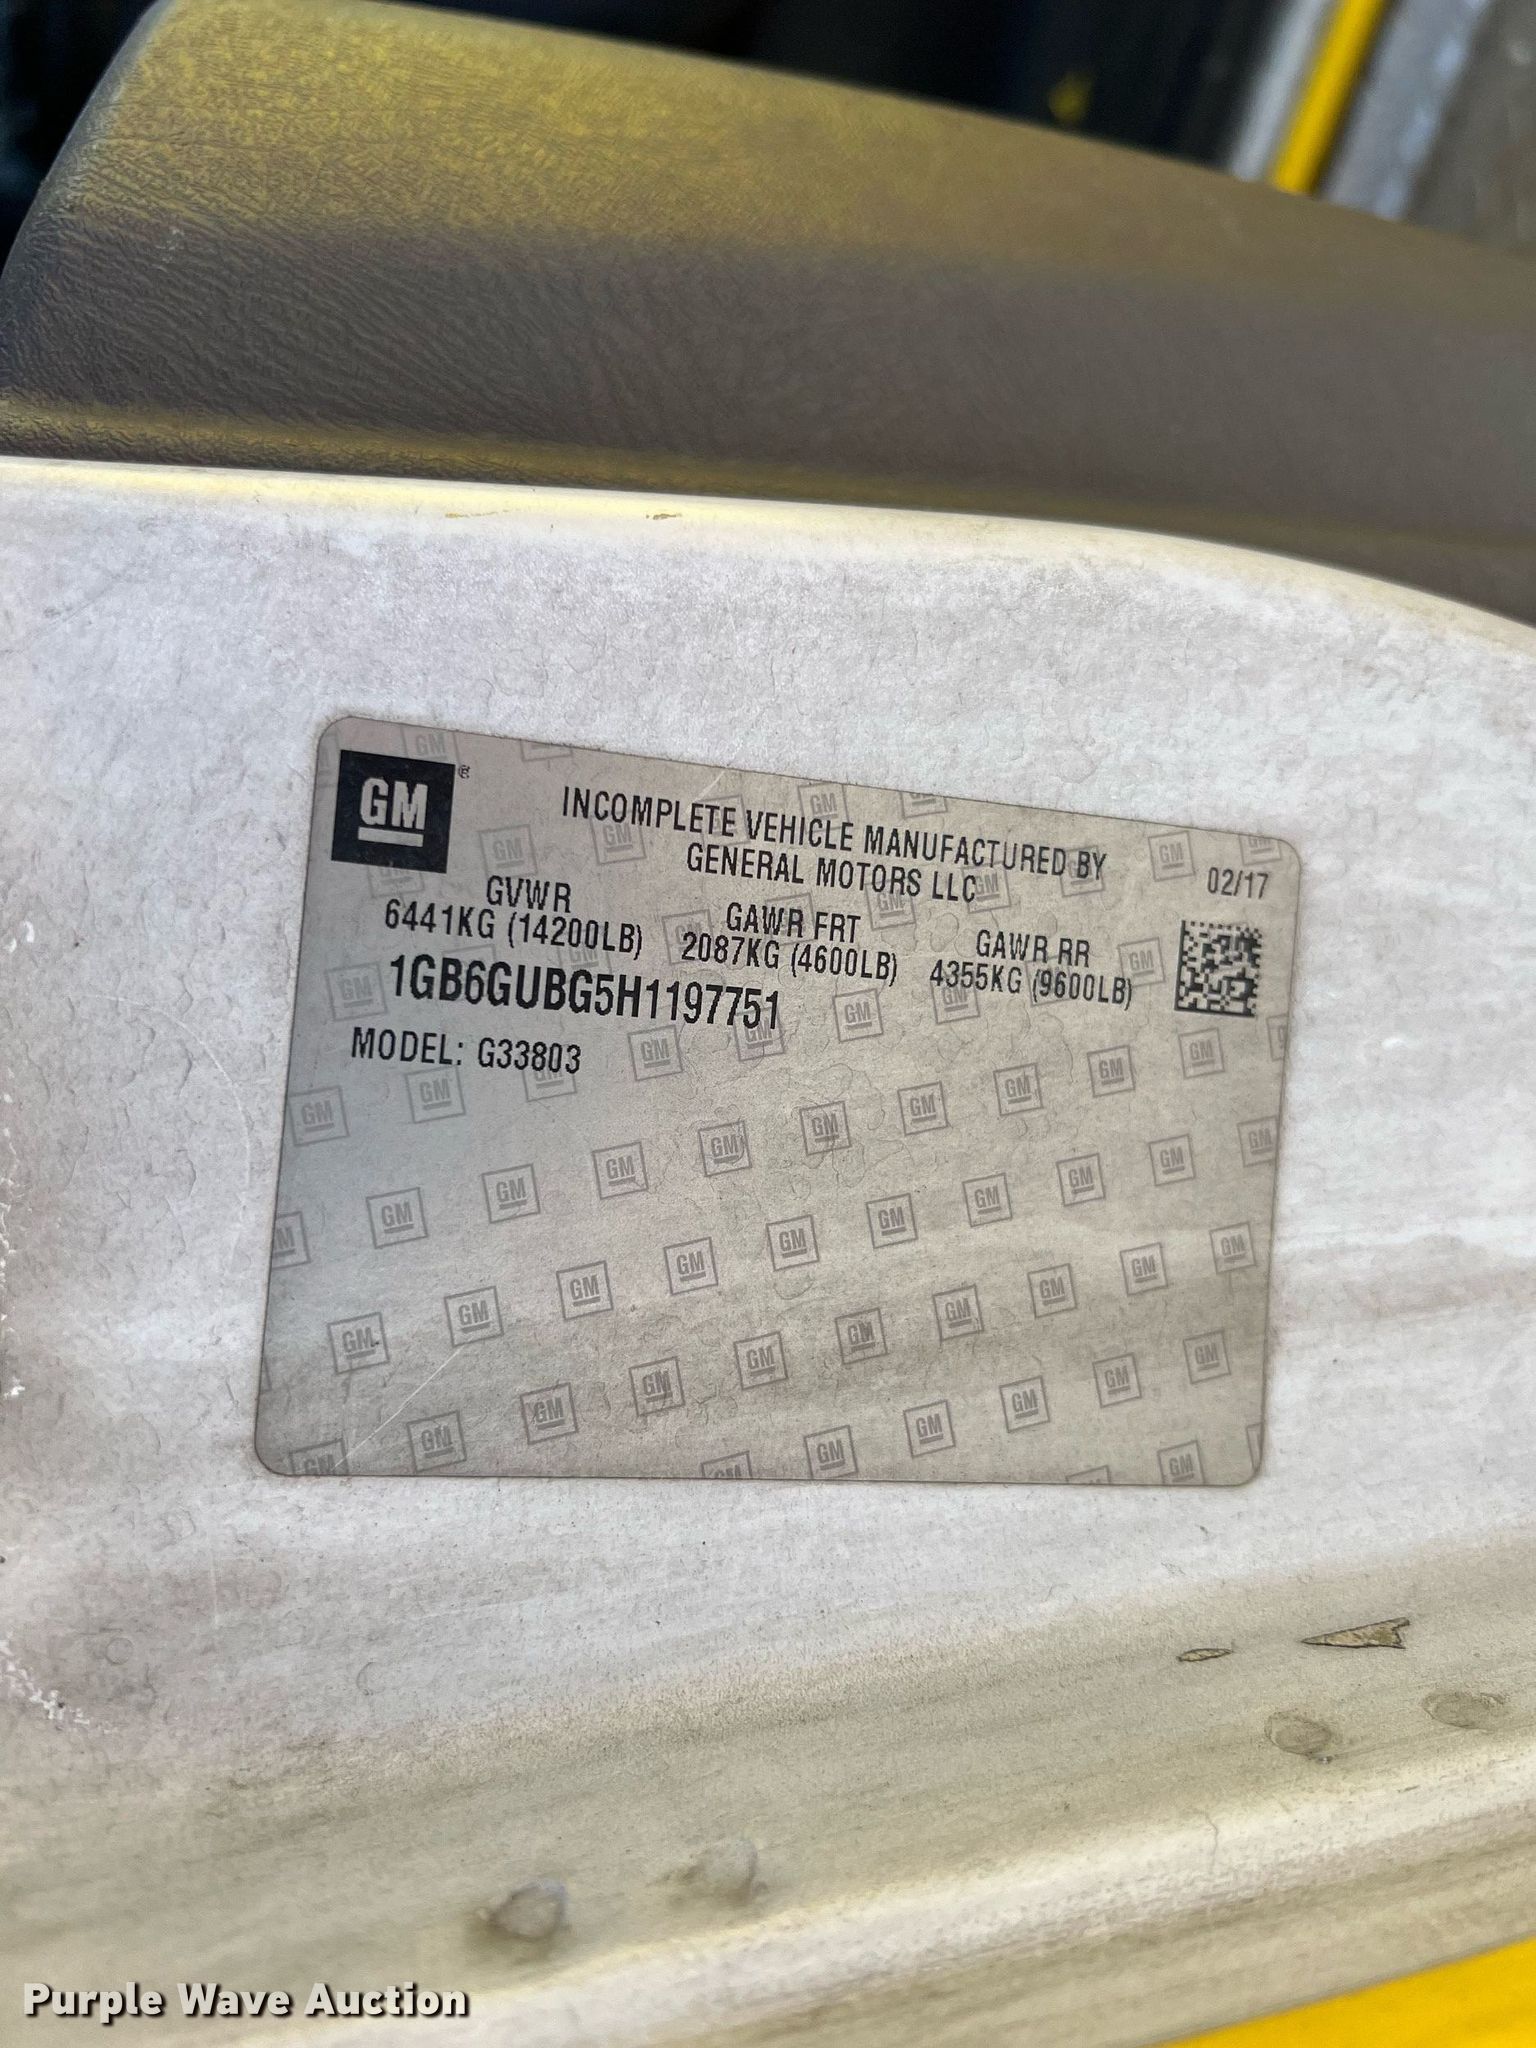 GM®
INCOMPLETE VEHICLE MANUFACTURED BY
GENERAL MOTORS LLC
02/17
GVWR
6441KG (14200LB)
GAWR FRT
2087KG (4600LB)
GAWR RR
4355KG (9600LB)
1GB6GUBG5H1197751
MODEL: G33803
Purple Wave Auction